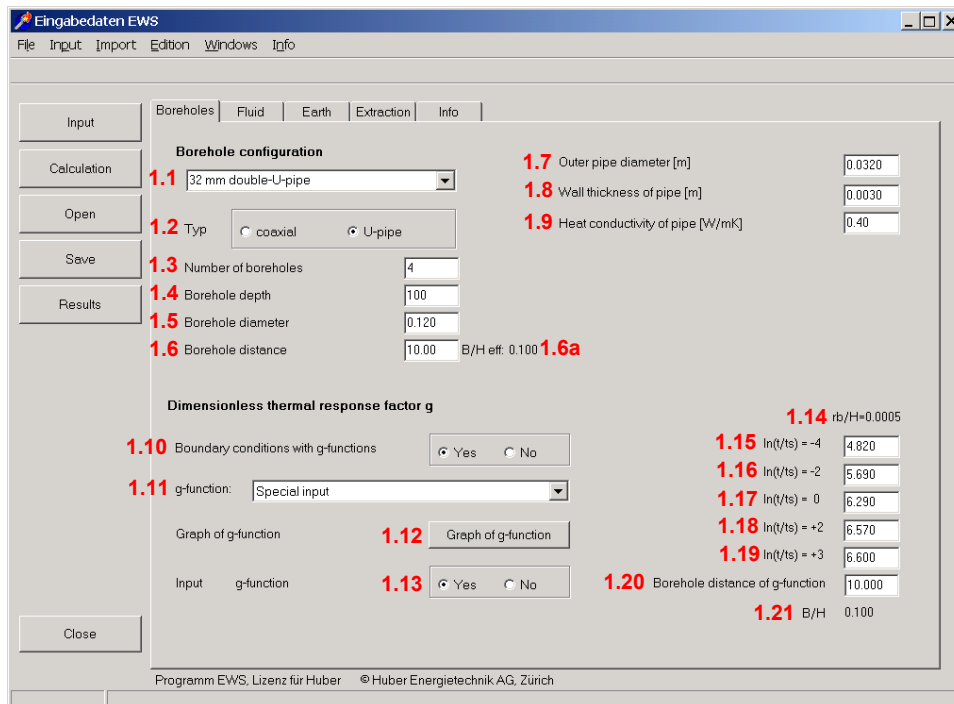 Eingabedaten EWS
File Input Import Edition Windows Info
Input
Calculation
Open
Save
Results
Close
Boreholes Fluid Earth Extraction Info
Borehole configuration
1.1 32 mm double-U-pipe
1.2 Typ coaxial U-pipe
1.3 Number of boreholes 4
1.4 Borehole depth 100
1.5 Borehole diameter 0.120
1.6 Borehole distance 10.00 B/H eff: 0.100 1.6a
1.7 Outer pipe diameter [m] 0.0320
1.8 Wall thickness of pipe [m] 0.0030
1.9 Heat conductivity of pipe [W/mK] 0.40
Dimensionless thermal response factor g
1.10 Boundary conditions with g-functions Yes No
1.11 g-function: Special input
Graph of g-function 1.12 Graph of g-function
Input g-function 1.13 Yes No
1.14 rb/H=0.0005
1.15 ln(t/ts) = -4 4.820
1.16 ln(t/ts) = -2 5.690
1.17 ln(t/ts) = 0 6.290
1.18 ln(t/ts) = +2 6.570
1.19 ln(t/ts) = +3 6.600
1.20 Borehole distance of g-function 10.000
1.21 B/H 0.100
Programm EWS, Lizenz für Huber © Huber Energietechnik AG, Zürich